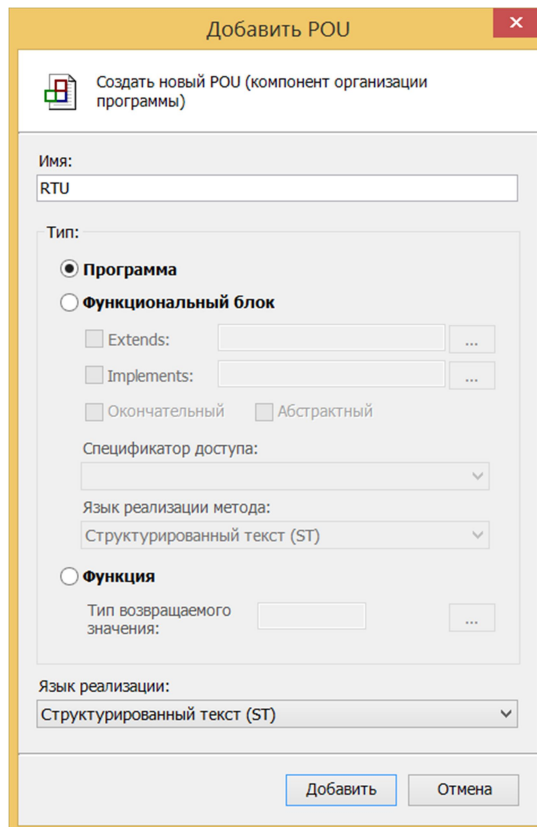 Добавить POU
Создать новый POU (компонент организации
программы)
Имя:
RTU
Тип:
Программа
Функциональный блок
Extends:
...
Implements:
...
Окончательный Абстрактный
Спецификатор доступа:
Язык реализации метода:
Структурированный текст (ST)
Функция
Тип возвращаемого
значения:
...
Язык реализации:
Структурированный текст (ST)
Добавить Отмена